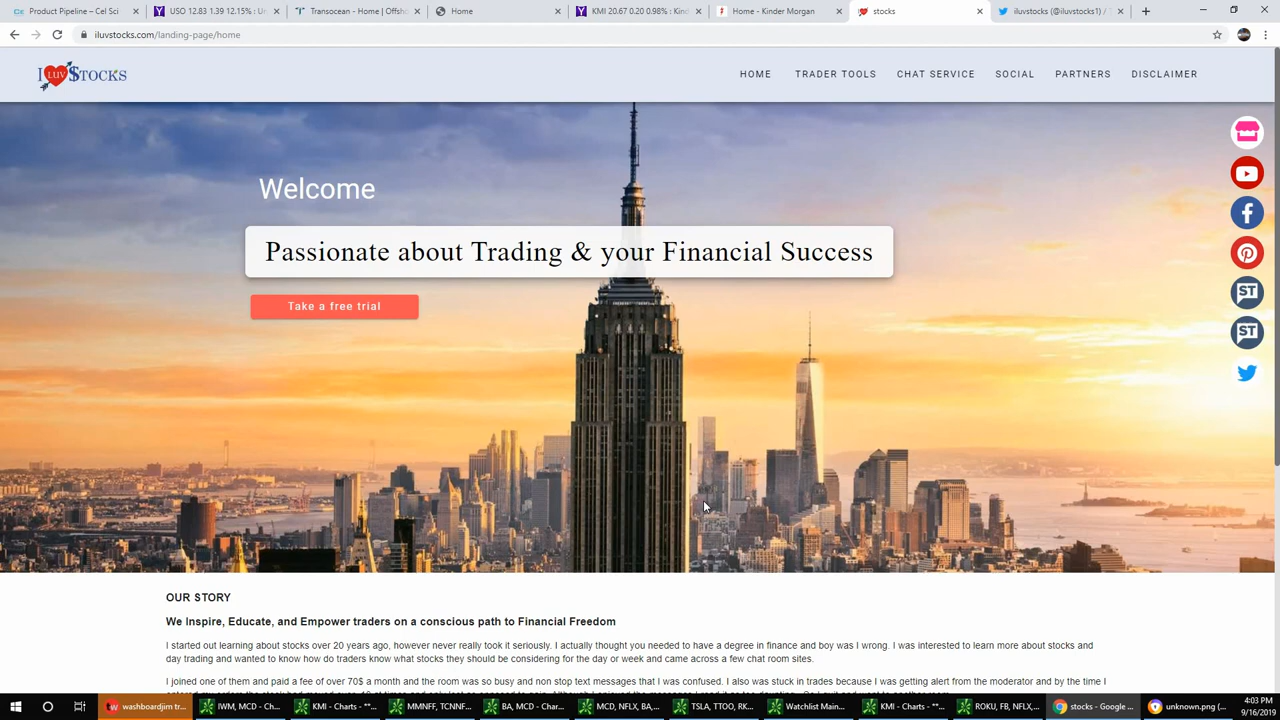 Product Pipeline – Cel Sci
USO 12.83 1.39 12.15% : U
Transocean - Home | Offsh
Home
KMI 20.67 0.20 0.98% : Kind
Home - Kinder Morgan
stocks
iluvstocks (@iluvstocks1) / T
iluvstocks.com/landing-page/home
I LUV $TOCKS
HOME
TRADER TOOLS
CHAT SERVICE
SOCIAL
PARTNERS
DISCLAIMER
Welcome
Passionate about Trading & your Financial Success
Take a free trial
ST
ST
OUR STORY
We Inspire, Educate, and Empower traders on a conscious path to Financial Freedom
I started out learning about stocks over 20 years ago, however never really took it seriously. I actually thought you needed to have a degree in finance and boy was I wrong. I was interested to learn more about stocks and
day trading and wanted to know how do traders know what stocks they should be considering for the day or week and came across a few chat room sites.
I joined one of them and paid a fee of over 70$ a month and the room was so busy and non stop text messages that I was confused. I also was stuck in trades because I was getting alert from the moderator and by the time I
washboardjim tr...
IWM, MCD - Ch...
KMI - Charts - **...
MMNFF, TCNNF...
BA, MCD - Char...
MCD, NFLX, BA,...
TSLA, TTOO, RK...
Watchlist Main...
KMI - Charts - **...
ROKU, FB, NFLX,...
stocks - Google ...
unknown.png (...
4:03 PM
9/16/2019